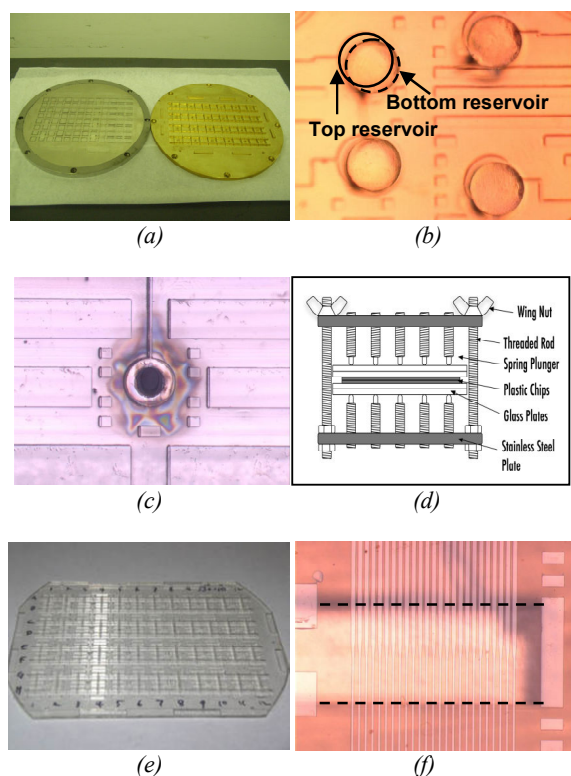 (a)
(b)
Top reservoir
Bottom reservoir
(c)
(d)
Wing Nut
Threaded Rod
Spring Plunger
Plastic Chips
Glass Plates
Stainless Steel
Plate
(e)
(f)